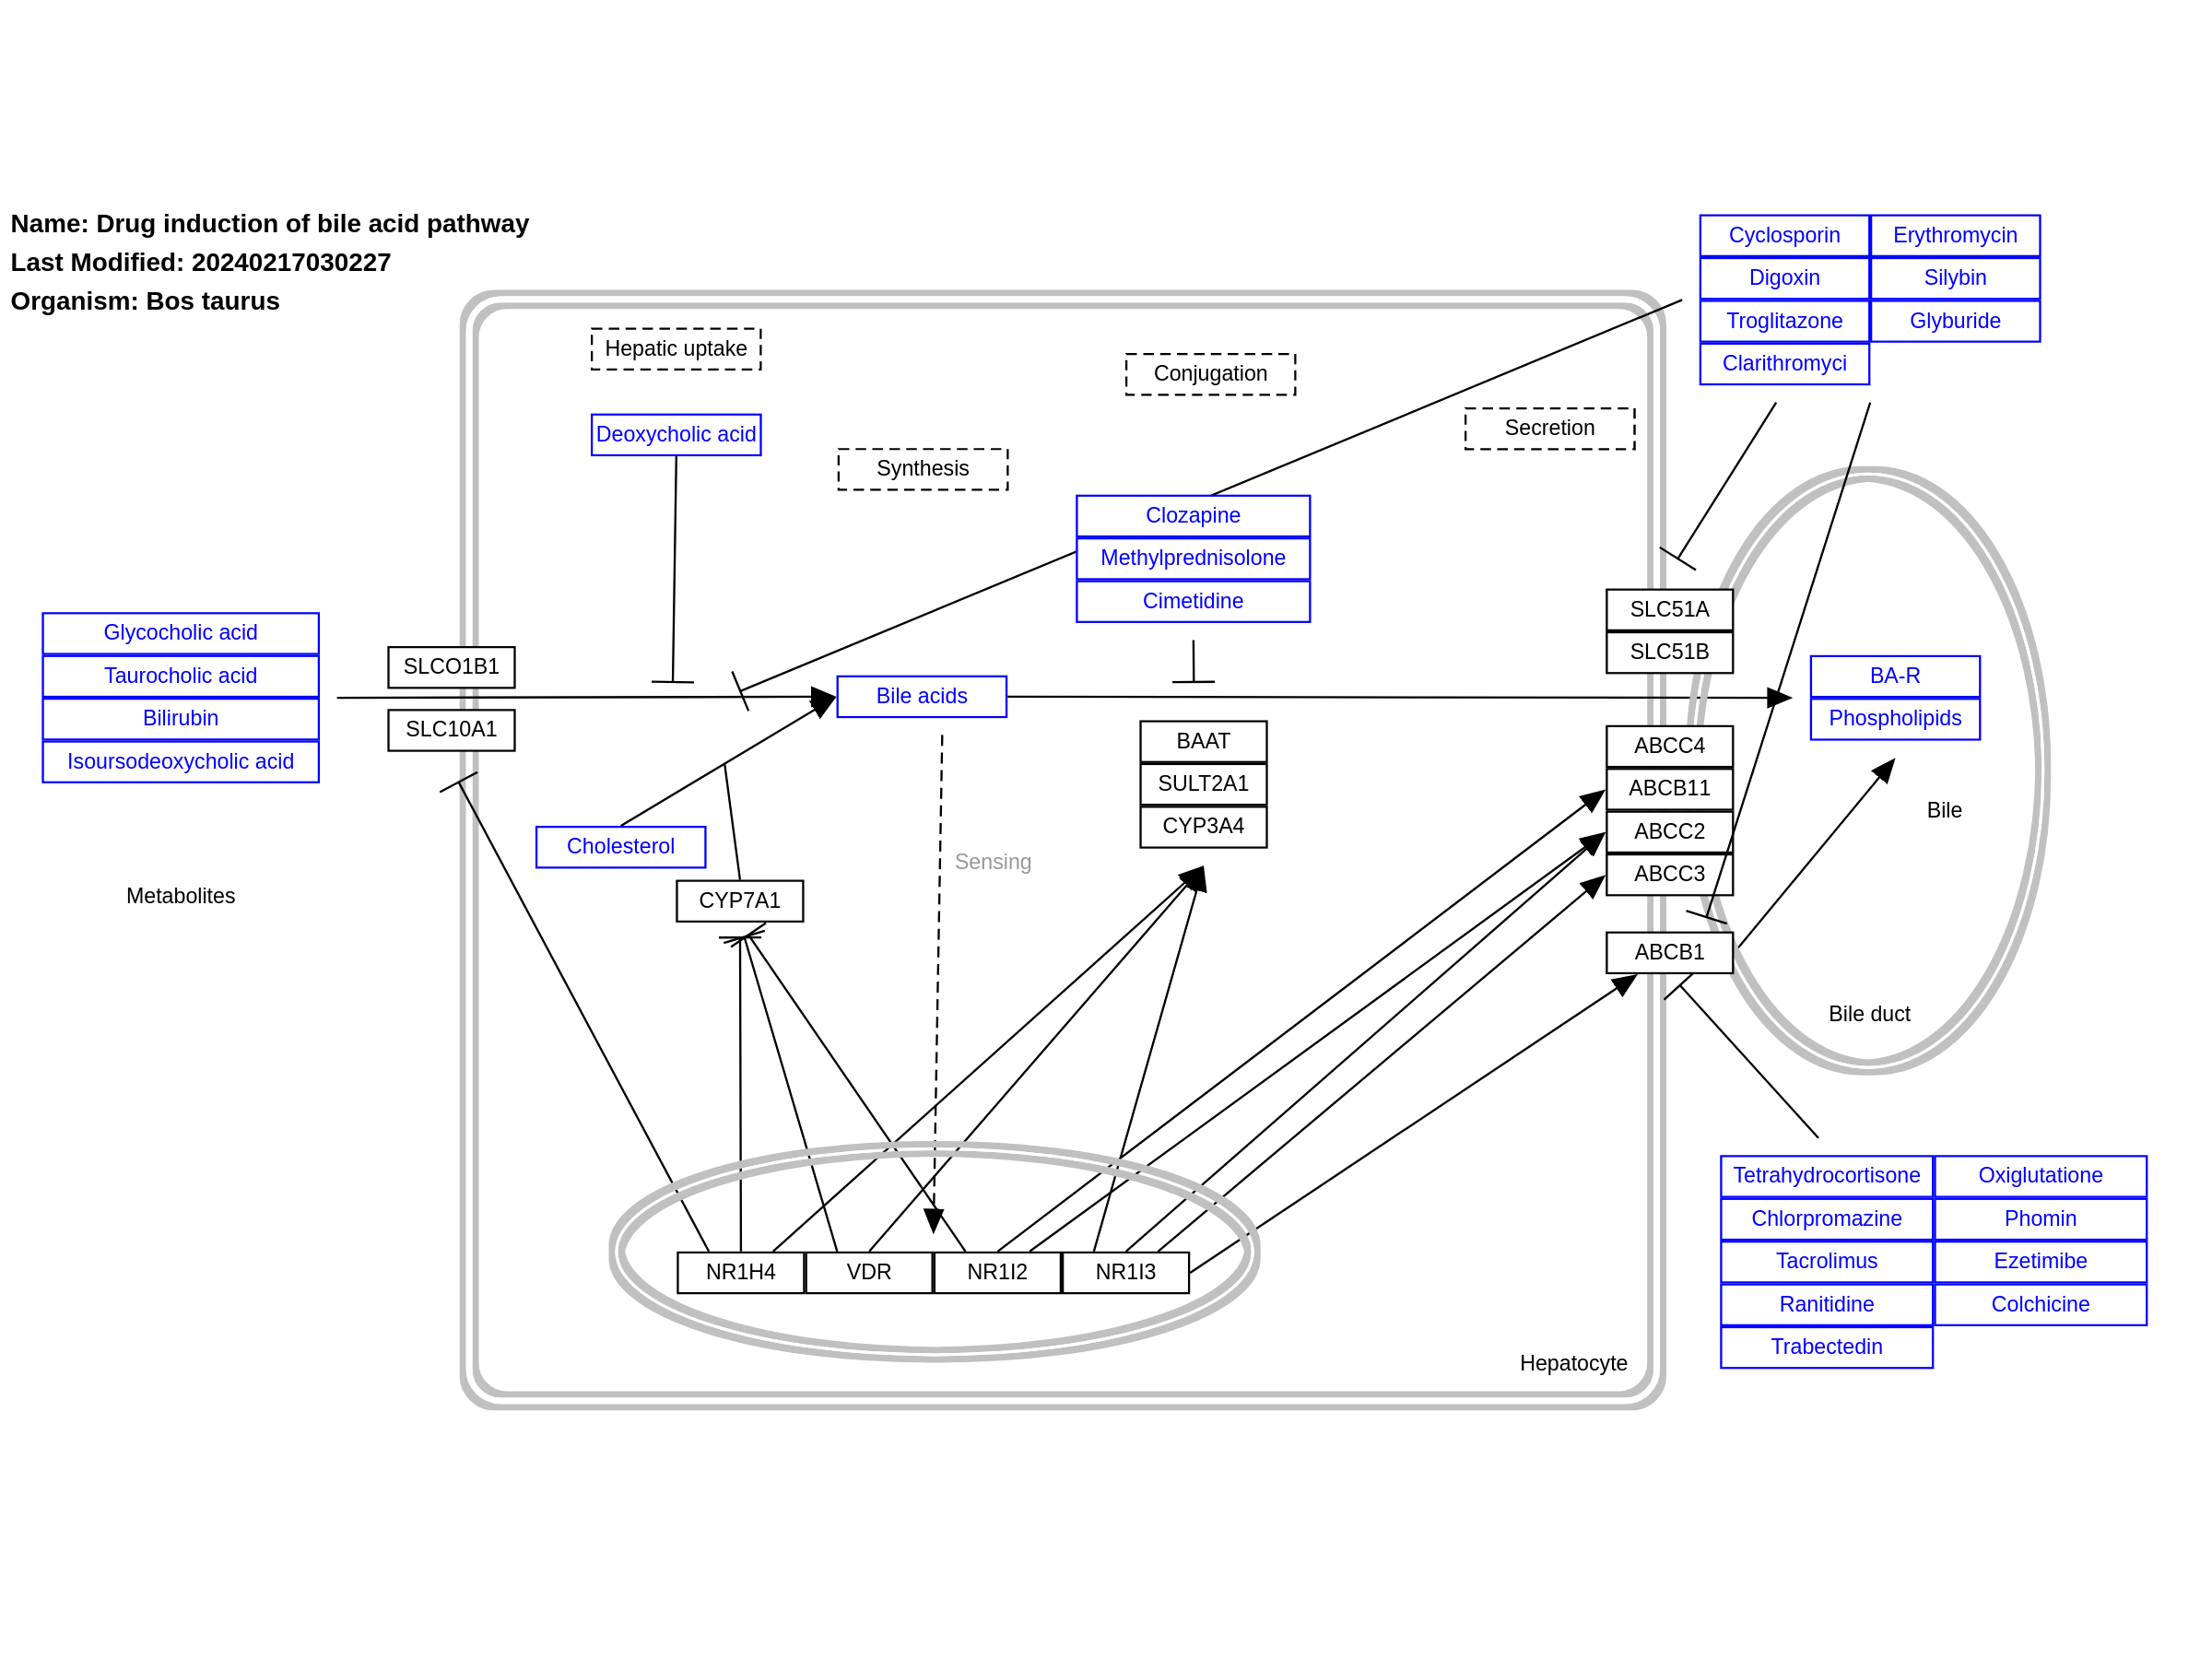 Name: Drug induction of bile acid pathway
Last Modified: 20240217030227
Organism: Bos taurus
Cyclosporin
Erythromycin
Digoxin
Silybin
Troglitazone
Glyburide
Clarithromyci
Hepatic uptake
Conjugation
Secretion
Deoxycholic acid
Synthesis
Clozapine
Methylprednisolone
Cimetidine
Glycocholic acid
Taurocholic acid
Bilirubin
Isoursodeoxycholic acid
SLCO1B1
SLC10A1
Bile acids
SLC51A
SLC51B
BA-R
Phospholipids
BAAT
SULT2A1
CYP3A4
ABCC4
ABCB11
ABCC2
ABCC3
Bile
Cholesterol
Sensing
CYP7A1
Metabolites
ABCB1
Bile duct
NR1H4
VDR
NR1I2
NR1I3
Hepatocyte
Tetrahydrocortisone
Oxiglutatione
Chlorpromazine
Phomin
Tacrolimus
Ezetimibe
Ranitidine
Colchicine
Trabectedin